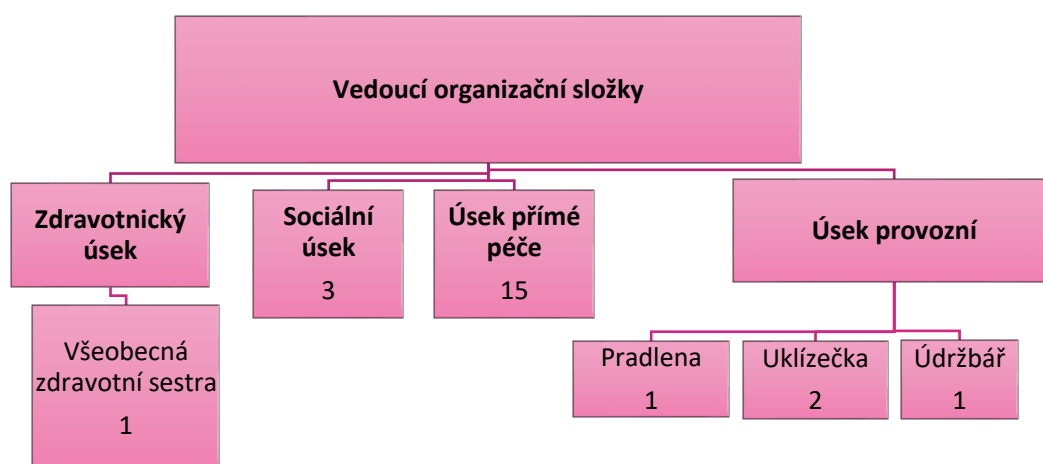 Vedoucí organizační složky
Zdravotnický
úsek
Sociální
úsek
3
Úsek přímé
péče
15
Úsek provozní
Všeobecná
zdravotní sestra
1
Pradlena
1
Uklízečka
2
Údržbář
1